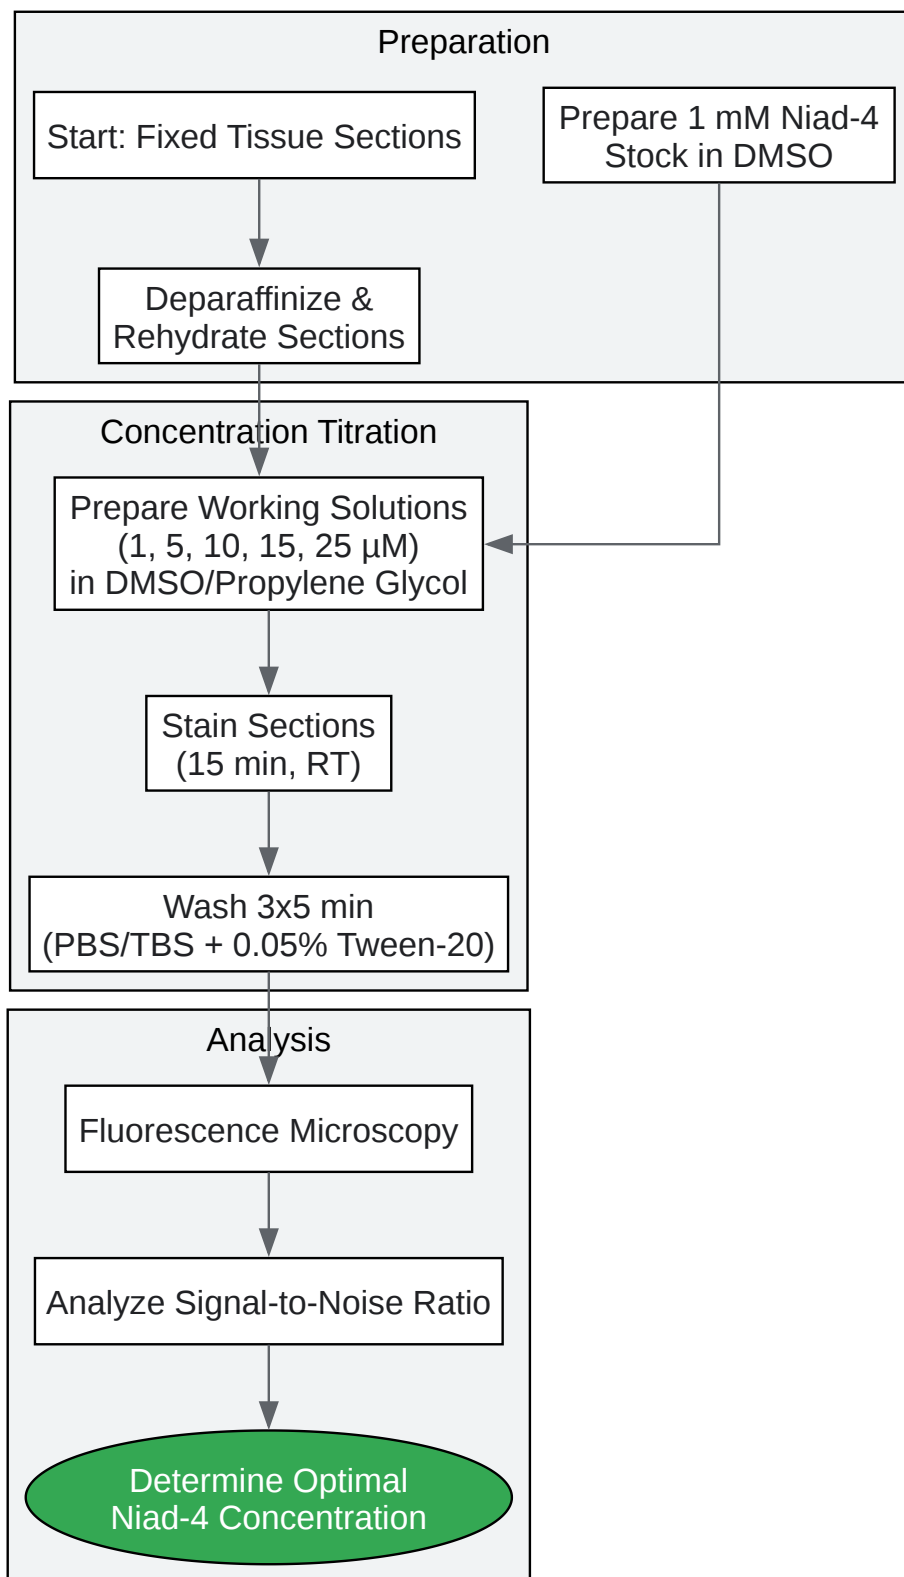 Preparation
Start: Fixed Tissue Sections
Prepare 1 mM Niad-4
Stock in DMSO
Deparaffinize &
Rehydrate Sections
Concentration Titration
Prepare Working Solutions
(1, 5, 10, 15, 25 µM)
in DMSO/Propylene Glycol
Stain Sections
(15 min, RT)
Wash 3x5 min
(PBS/TBS + 0.05% Tween-20)
Analysis
Fluorescence Microscopy
Analyze Signal-to-Noise Ratio
Determine Optimal
Niad-4 Concentration